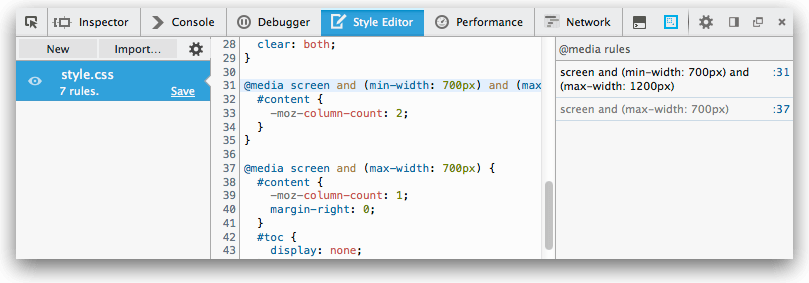 Inspector Console Debugger Style Editor Performance Network
New Import... @media rules
style.css
7 rules. Save
28 clear: both;
29 }
30
31 @media screen and (min-width: 700px) and (max
32 #content {
33 -moz-column-count: 2;
34 }
35 }
36
37 @media screen and (max-width: 700px) {
38 #content {
39 -moz-column-count: 1;
40 margin-right: 0;
41 }
42 #toc {
43 display: none;
screen and (min-width: 700px) and :31
(max-width: 1200px)
screen and (max-width: 700px) :37